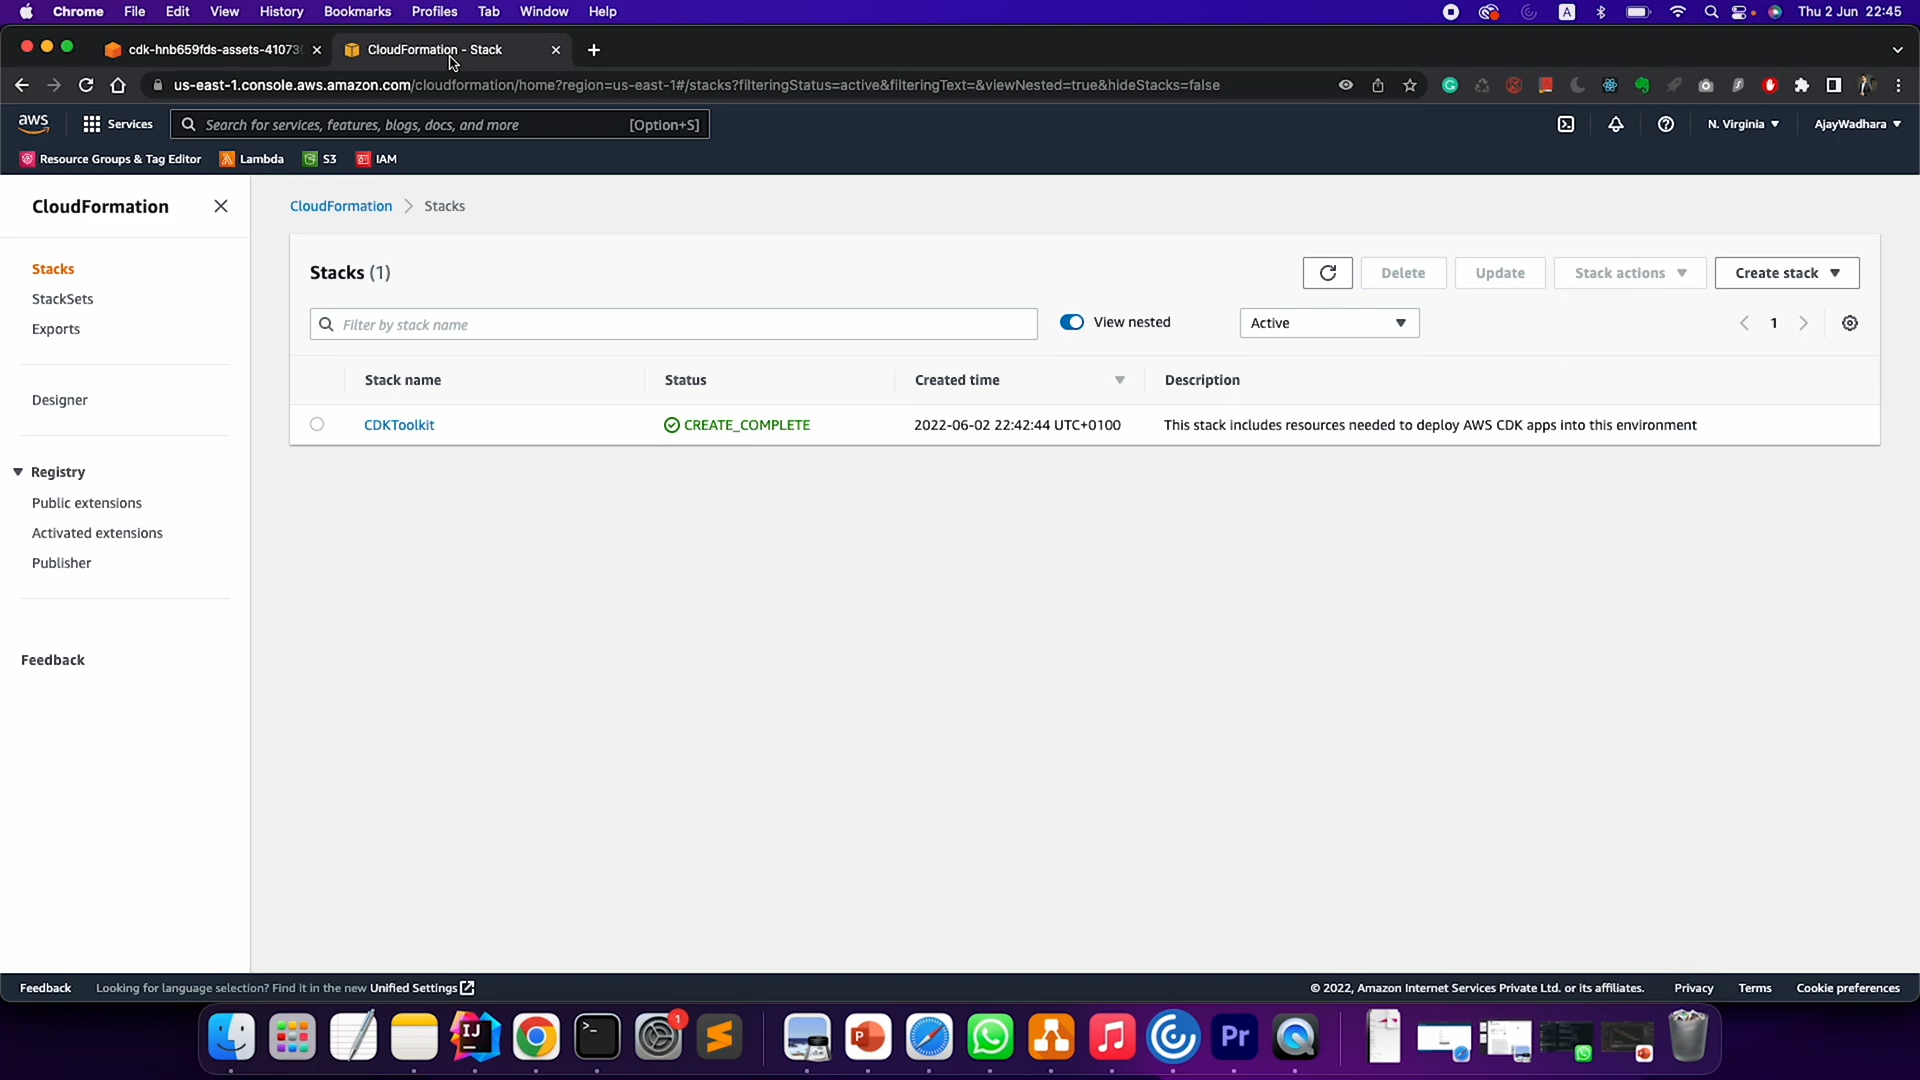 Chrome File Edit View History Bookmarks Profiles Tab Window Help A Thu 2 Jun 22:45
cdk-hnb659fds-assets-41073 CloudFormation - Stack
us-east-1.console.aws.amazon.com/cloudformation/home?region=us-east-1#/stacks?filteringStatus=active&filteringText=&viewNested=true&hideStacks=false
aws Services Search for services, features, blogs, docs, and more [Option+S] N. Virginia AjayWadhara
Resource Groups & Tag Editor Lambda S3 IAM
CloudFormation
CloudFormation Stacks
Stacks
StackSets
Exports
Designer
Registry
Public extensions
Activated extensions
Publisher
Feedback
Stacks (1) Delete Update Stack actions Create stack
Filter by stack name View nested Active 1
Stack name Status Created time Description
CDKToolkit CREATE_COMPLETE 2022-06-02 22:42:44 UTC+0100 This stack includes resources needed to deploy AWS CDK apps into this environment
Feedback Looking for language selection? Find it in the new Unified Settings © 2022, Amazon Internet Services Private Ltd. or its affiliates. Privacy Terms Cookie preferences
IJ >_ 1 P Pr